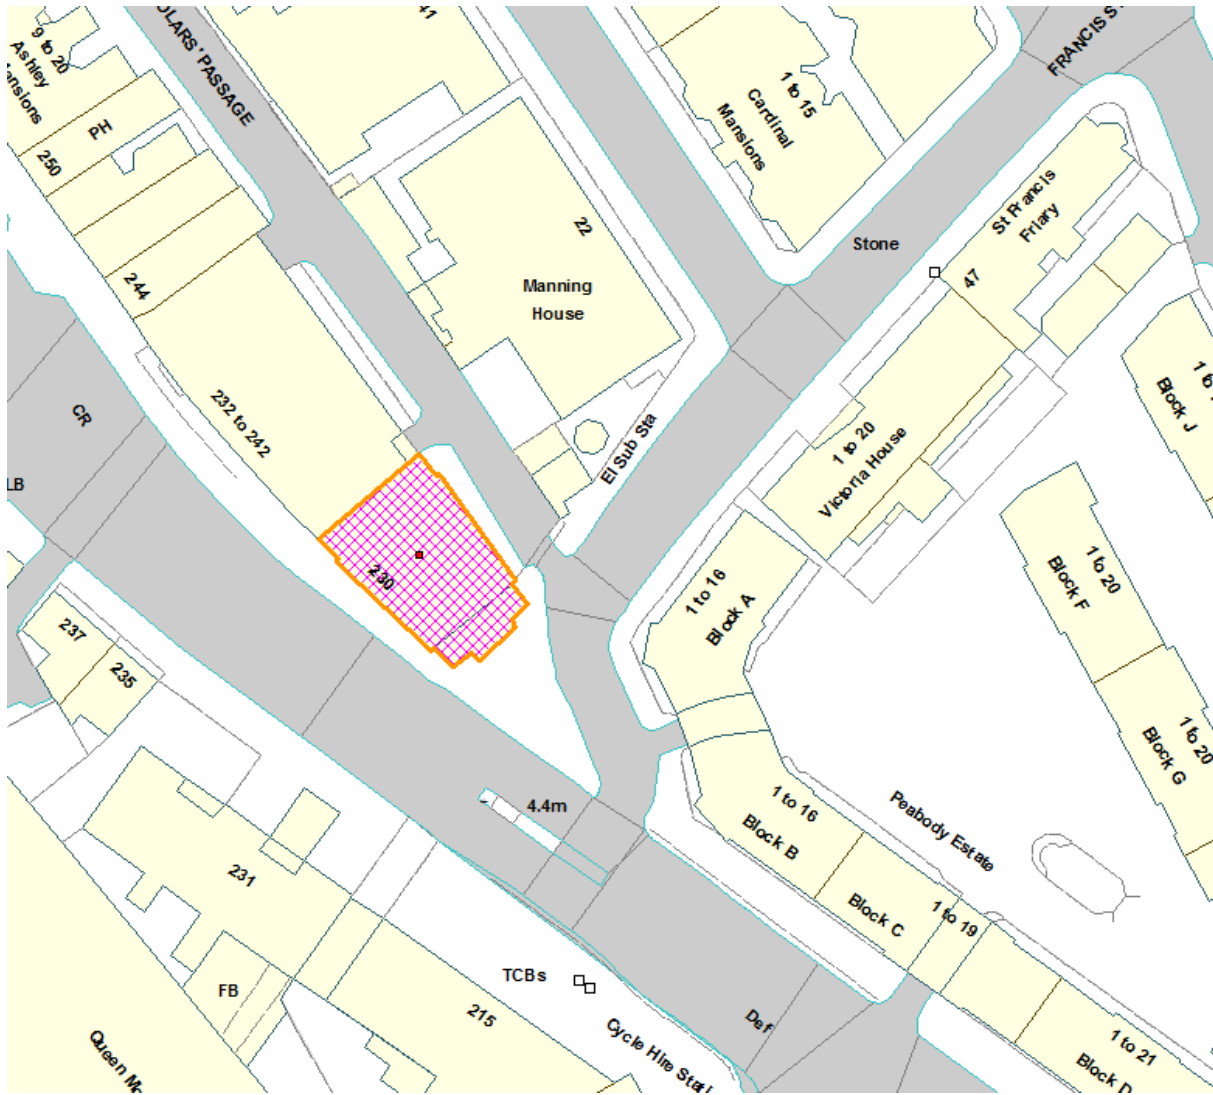 41
OLARS' PASSAGE
FRANCIS S
9 to 20
Ashley
ansions
PH
250
1 to 15
Cardinal
Mansions
22
St Francis
Friary
Stone
47
244
Manning
House
Block J
232 to 242
CR
El Sub Sta
1 to 20
Victoria House
LB
230
1 to 16
Block A
1 to 20
Block F
237
235
1 to 20
Block G
4.4m
1 to 16
Block B
Peabody Estate
231
Block C
1 to 19
TCBs
FB
215
Def
Cycle Hire Stat
1 to 21
Block D
Queen Mo